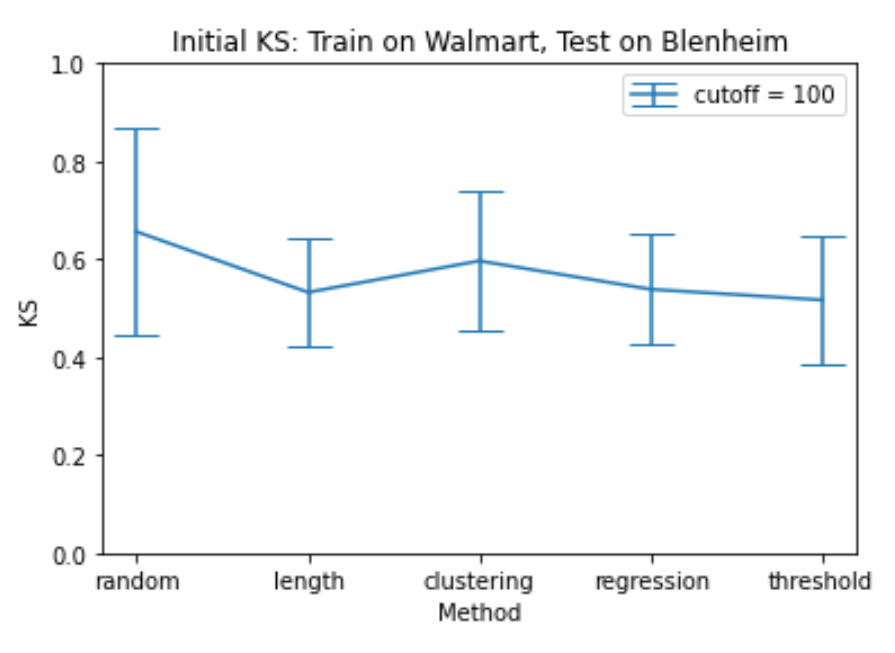 Initial KS: Train on Walmart, Test on Blenheim
1.0
cutoff = 100
0.8
0.6
KS
0.4
0.2
0.0
random length clustering regression threshold
Method